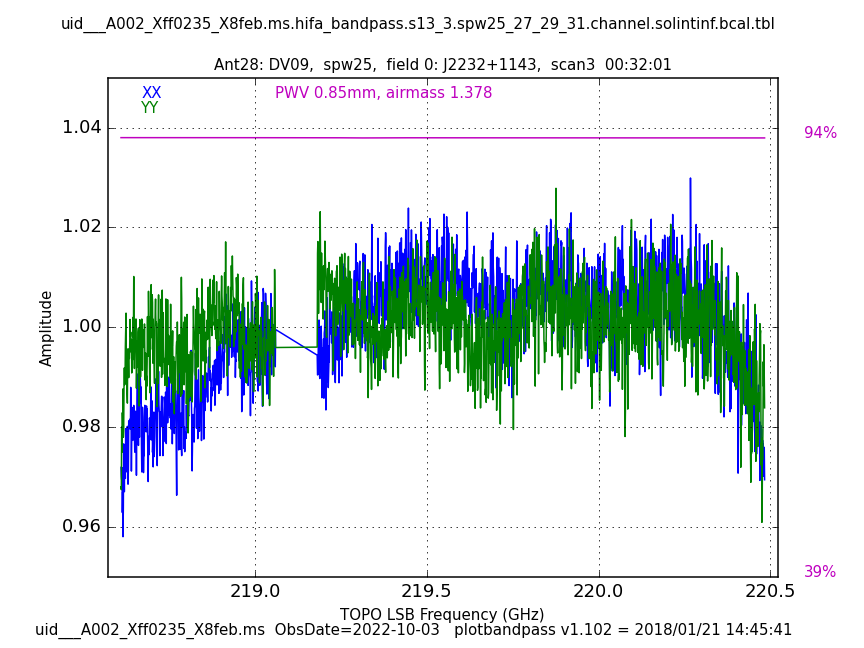 uid___A002_Xff0235_X8feb.ms.hifa_bandpass.s13_3.spw25_27_29_31.channel.solintinf.bcal.tbl
Ant28: DV09,  spw25,  field 0: J2232+1143,  scan3  00:32:01
XX
PWV 0.85mm, airmass 1.378
YY
1.04
94%
1.02
1.00
0.98
0.96
Amplitude
39%
219.0
219.5
220.0
220.5
TOPO LSB Frequency (GHz)
uid___A002_Xff0235_X8feb.ms  ObsDate=2022-10-03   plotbandpass v1.102 = 2018/01/21 14:45:41